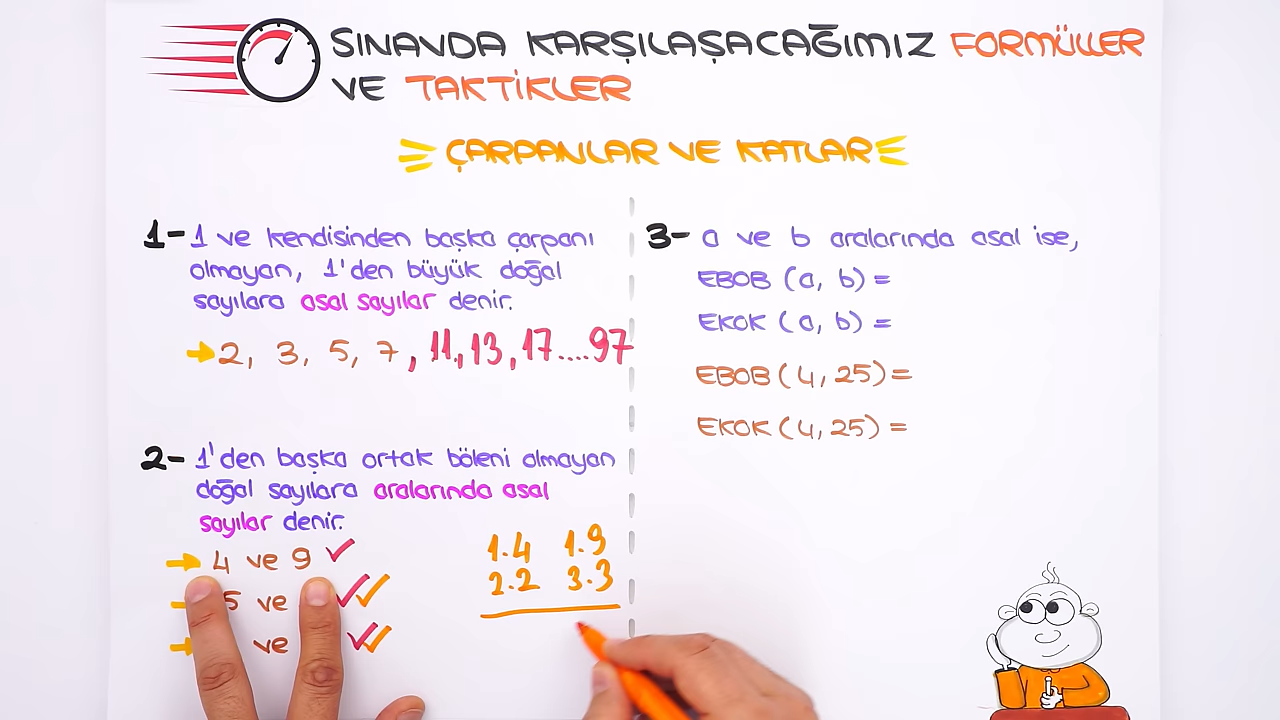 SINAVDA KARŞILAŞACAĞIMIZ FORMÜLLER
VE TAKTİKLER
ÇARPANLAR VE KATLAR
1- 1 ve kendisinden başka çarpanı
olmayan, 1'den büyük doğal
sayılara asal sayılar denir.
2, 3, 5, 7, 11, 13, 17....97
2- 1'den başka ortak böleni olmayan
doğal sayılara aralarında asal
sayılar denir.
4 ve 9
5 ve
ve
1.4 1.9
2.2 3.3
3- a ve b aralarında asal ise,
EBOB (a, b) =
EKOK (a, b) =
EBOB (4, 25) =
EKOK (4, 25) =